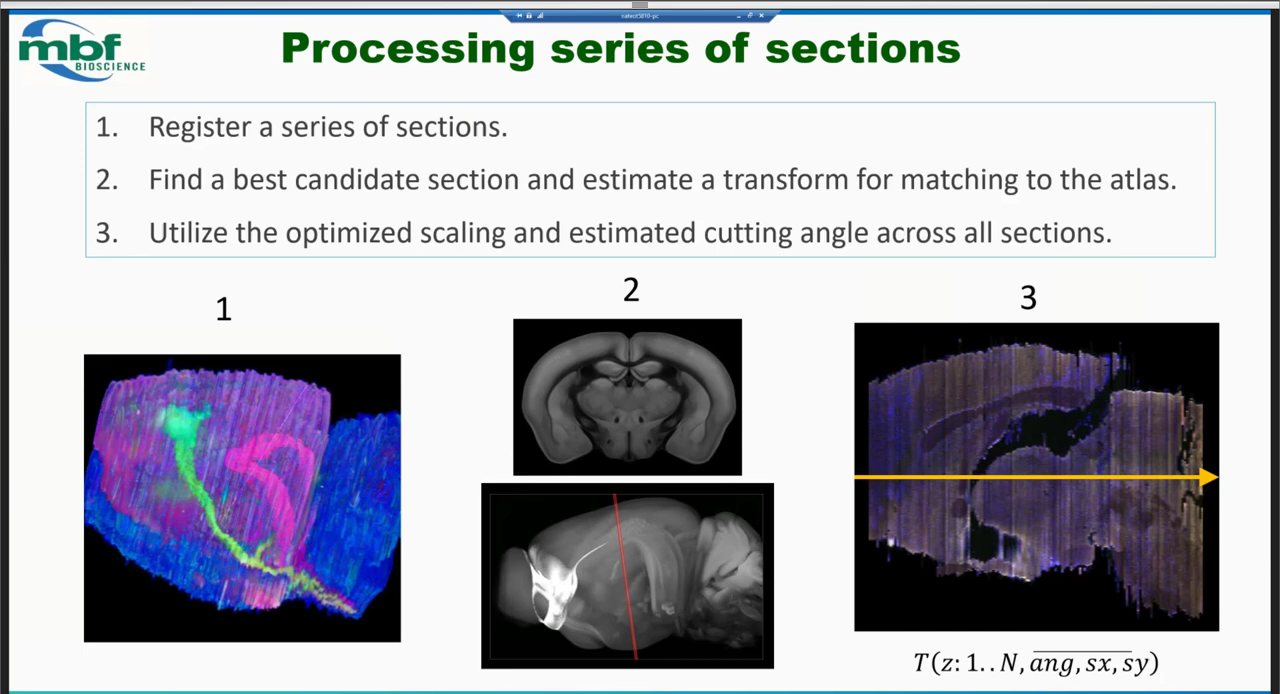 natect5810-pc
mbf
BIOSCIENCE
Processing series of sections
1. Register a series of sections.
2. Find a best candidate section and estimate a transform for matching to the atlas.
3. Utilize the optimized scaling and estimated cutting angle across all sections.
1
2
3
T(z: 1..N, ang, sx, sy)